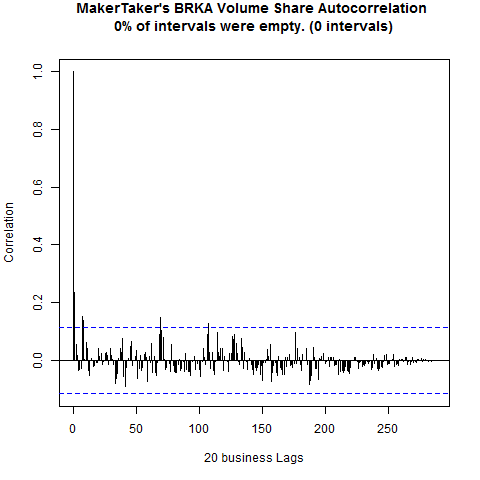 MakerTaker's BRKA Volume Share Autocorrelation
0% of intervals were empty. (0 intervals)
Correlation
1.0
0.8
0.6
0.4
0.2
0.0
0 50 100 150 200 250
20 business Lags